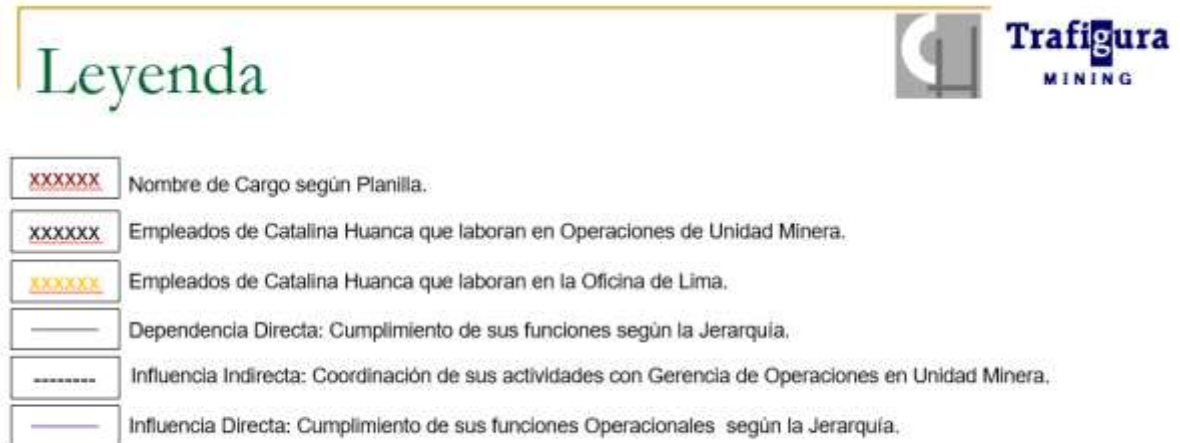 Leyenda
Trafigura
MINING
XXXXXX Nombre de Cargo según Planilla.
XXXXXX Empleados de Catalina Huanca que laboran en Operaciones de Unidad Minera.
XXXXXX Empleados de Catalina Huanca que laboran en la Oficina de Lima.
Dependencia Directa: Cumplimiento de sus funciones según la Jerarquía.
-------- Influencia Indirecta: Coordinación de sus actividades con Gerencia de Operaciones en Unidad Minera.
Influencia Directa: Cumplimiento de sus funciones Operacionales según la Jerarquía.